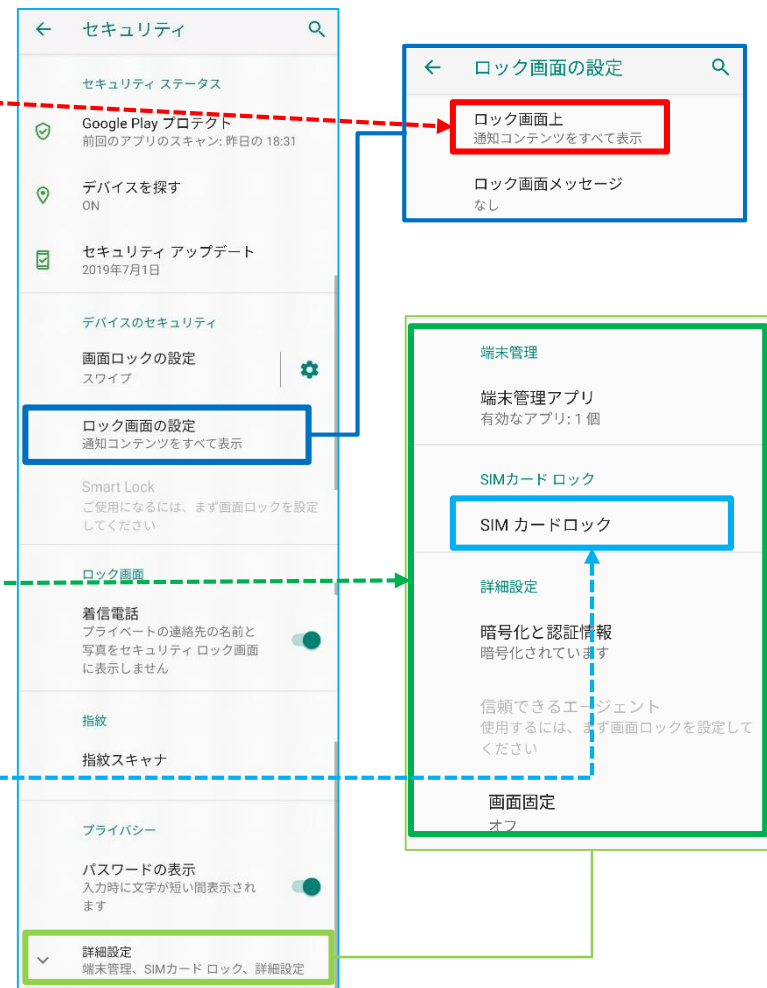 セキュリティ
セキュリティ ステータス
Google Play プロテクト
前回のアプリのスキャン: 昨日の 18:31
デバイスを探す
ON
セキュリティ アップデート
2019年7月1日
デバイスのセキュリティ
画面ロックの設定
スワイプ
ロック画面の設定
通知コンテンツをすべて表示
Smart Lock
ご使用になるには、まず画面ロックを設定
してください
ロック画面
着信電話
プライベートの連絡先の名前と
写真をセキュリティ ロック画面
に表示しません
指紋
指紋スキャナ
プライバシー
パスワードの表示
入力時に文字が短い間表示され
ます
詳細設定
端末管理、SIMカード ロック、詳細設定
ロック画面の設定
ロック画面上
通知コンテンツをすべて表示
ロック画面メッセージ
なし
端末管理
端末管理アプリ
有効なアプリ: 1 個
SIMカード ロック
SIM カードロック
詳細設定
暗号化と認証情報
暗号化されています
信頼できるエージェント
使用するには、まず画面ロックを設定して
ください
画面固定
オフ